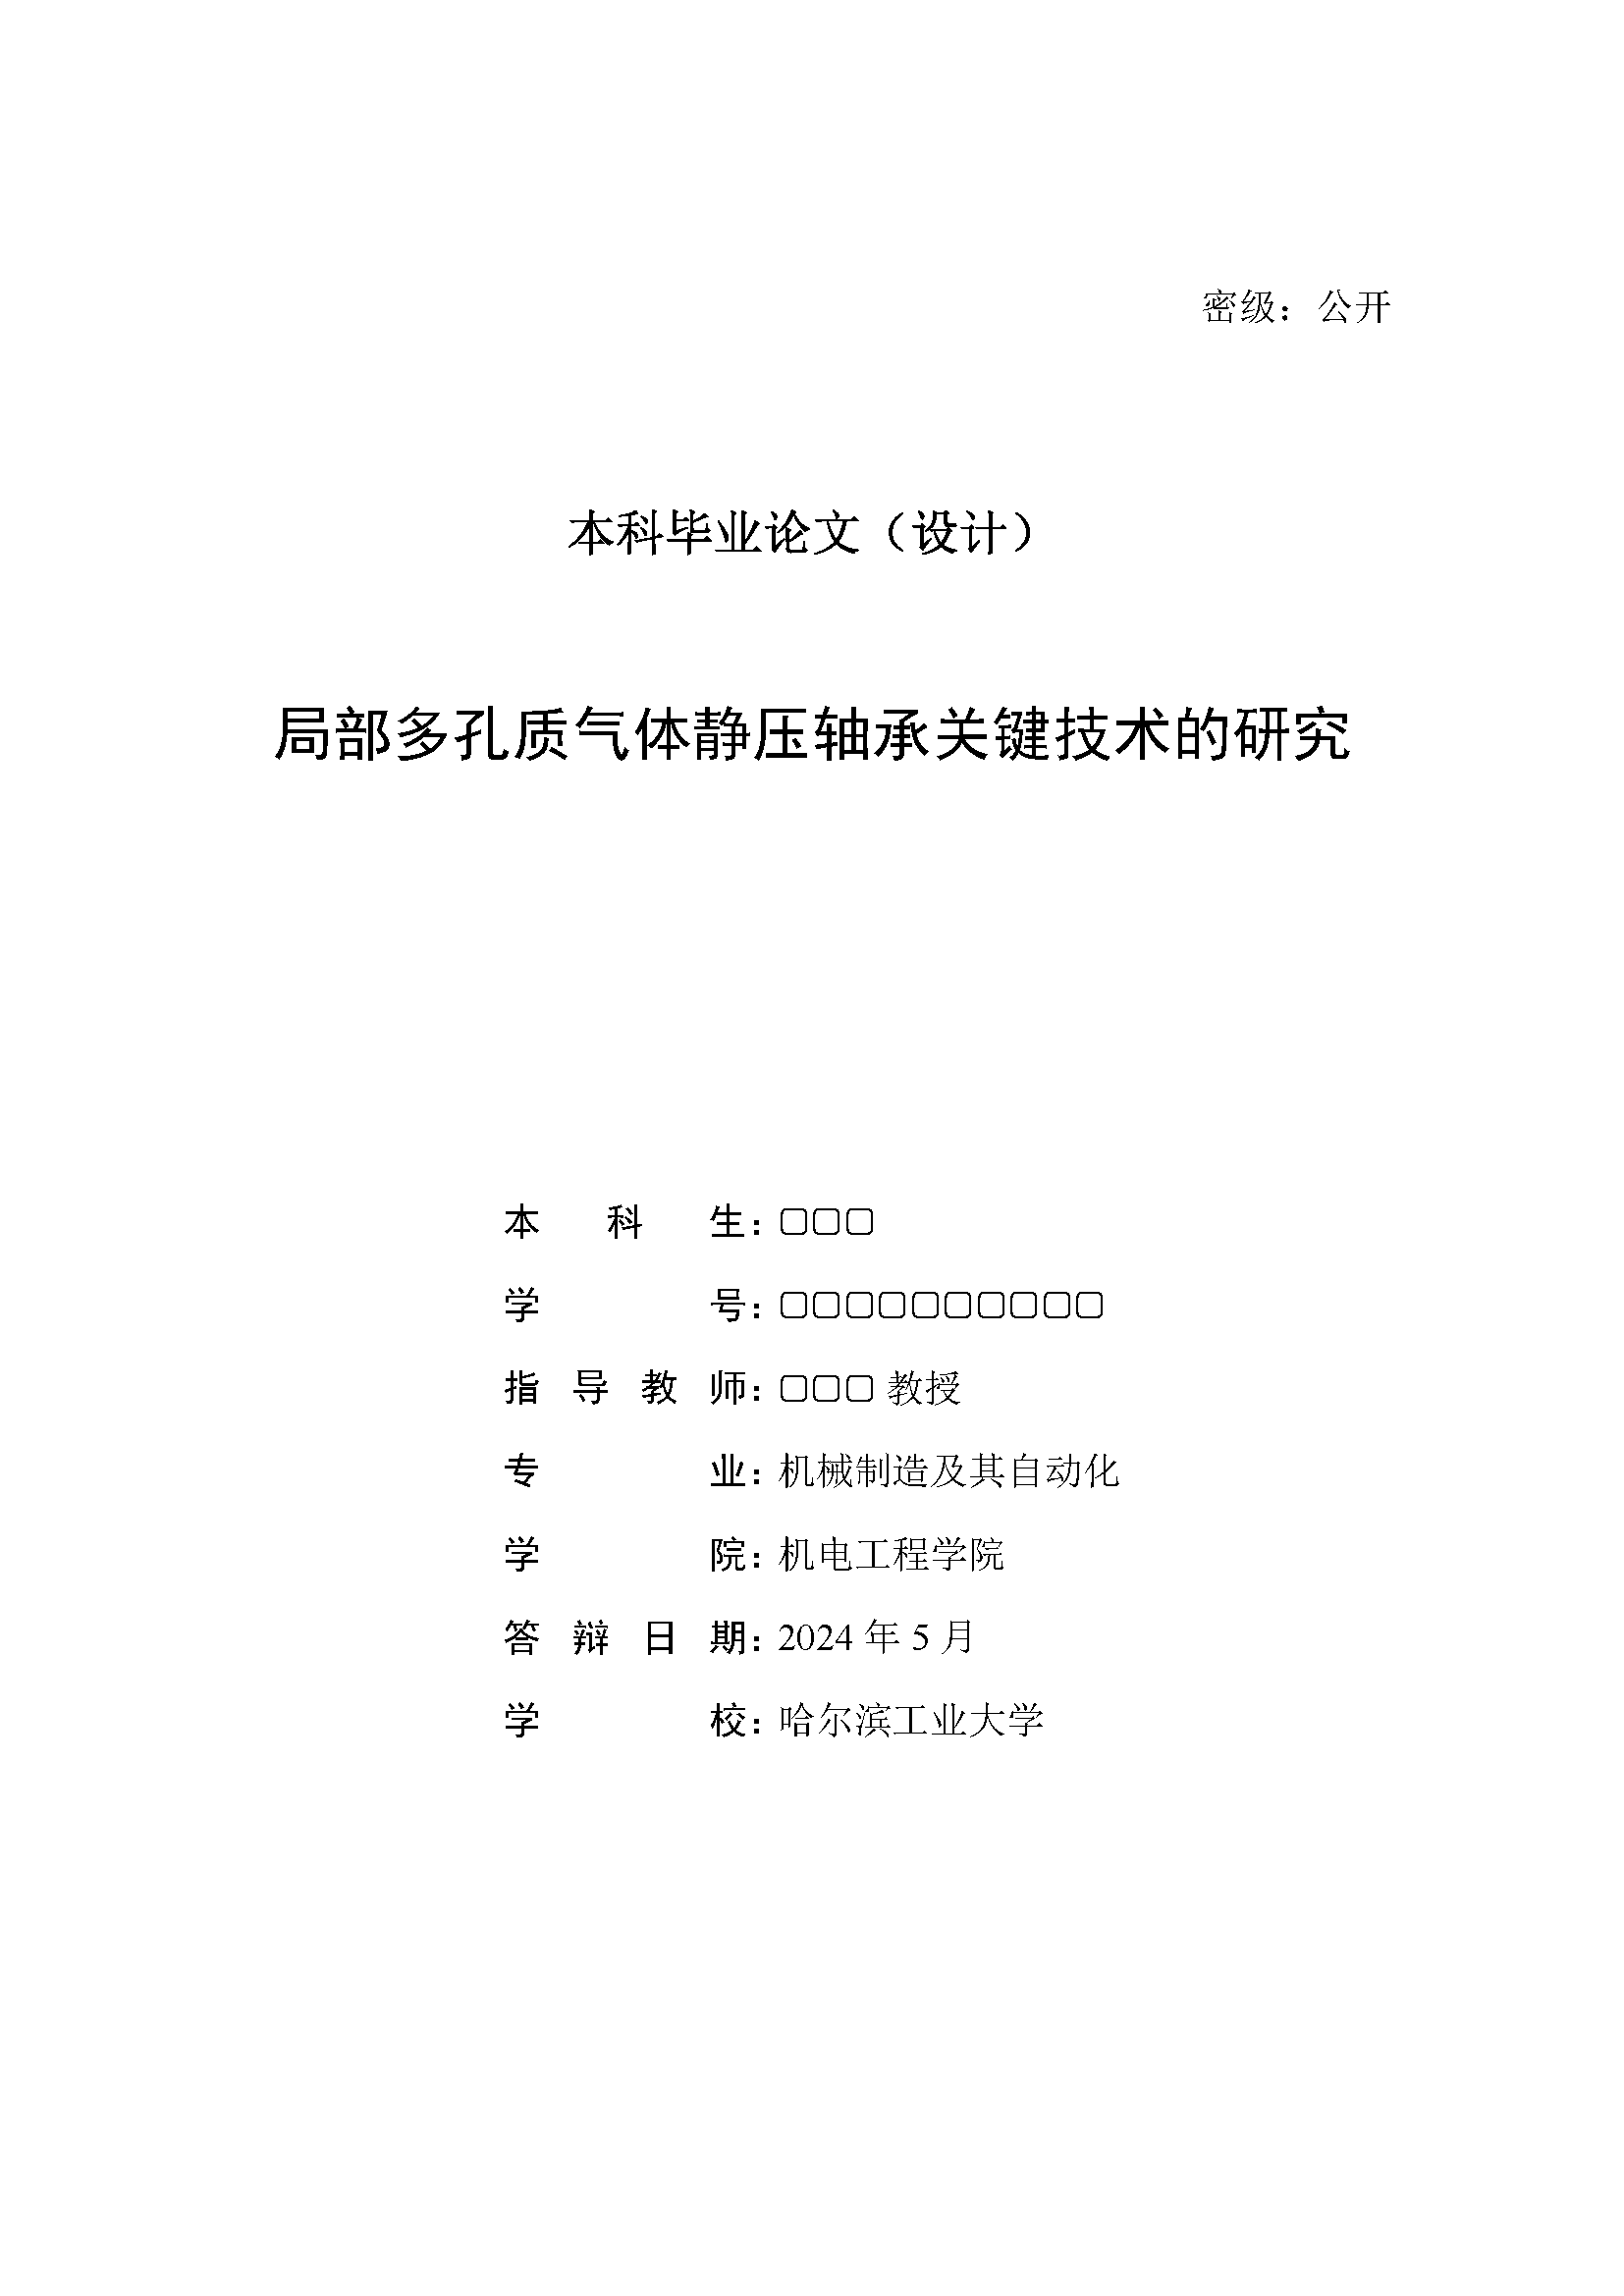 密级：公开
本科毕业论文（设计）
局部多孔质气体静压轴承关键技术的研究
本科生：▢▢▢
学号：▢▢▢▢▢▢▢▢▢▢
指导教师：▢▢▢ 教授
专业：机械制造及其自动化
学院：机电工程学院
答辩日期：2024 年 5 月
学校：哈尔滨工业大学